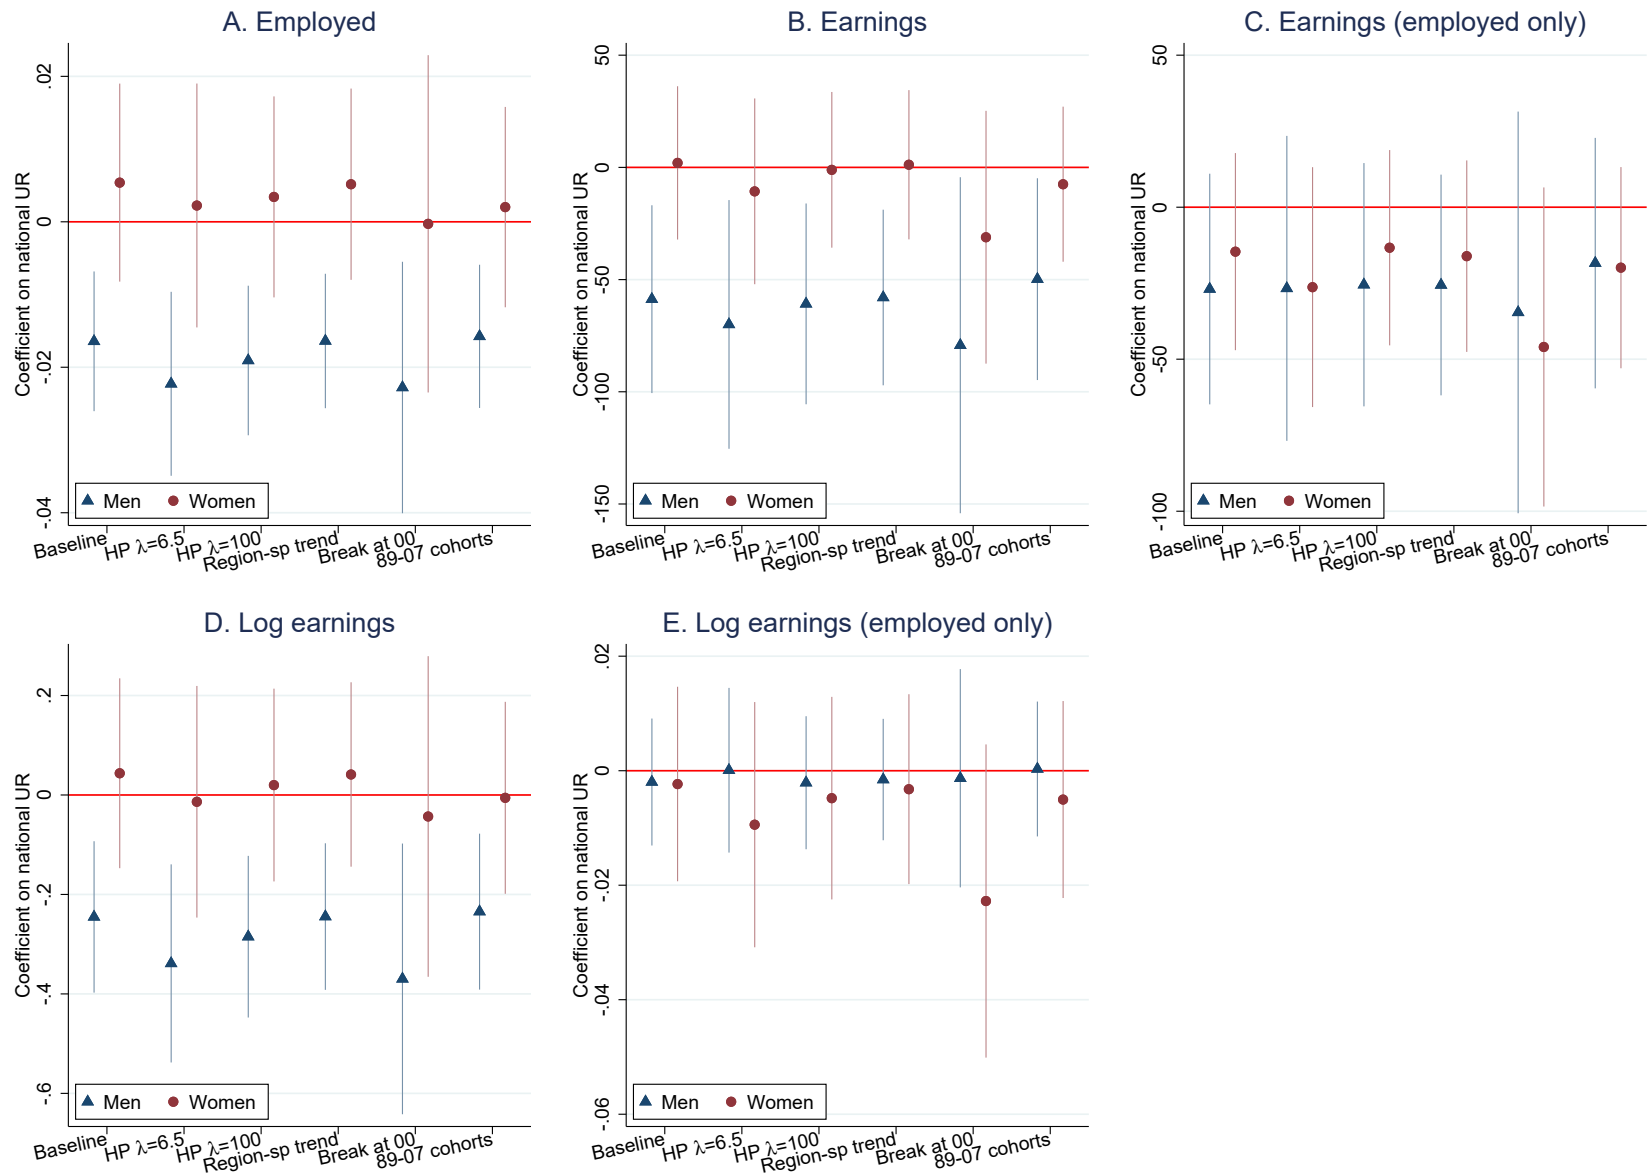 A. Employed
Coefficient on national UR
.02
0
-.02
-.04
Men
Women
Baseline
HP λ=6.5
HP λ=100
Region-sp trend
Break at 00
89-07 cohorts
B. Earnings
Coefficient on national UR
50
0
-50
-100
-150
Men
Women
Baseline
HP λ=6.5
HP λ=100
Region-sp trend
Break at 00
89-07 cohorts
C. Earnings (employed only)
Coefficient on national UR
50
0
-50
-100
Men
Women
Baseline
HP λ=6.5
HP λ=100
Region-sp trend
Break at 00
89-07 cohorts
D. Log earnings
Coefficient on national UR
.2
0
-.2
-.4
-.6
Men
Women
Baseline
HP λ=6.5
HP λ=100
Region-sp trend
Break at 00
89-07 cohorts
E. Log earnings (employed only)
Coefficient on national UR
.02
0
-.02
-.04
-.06
Men
Women
Baseline
HP λ=6.5
HP λ=100
Region-sp trend
Break at 00
89-07 cohorts